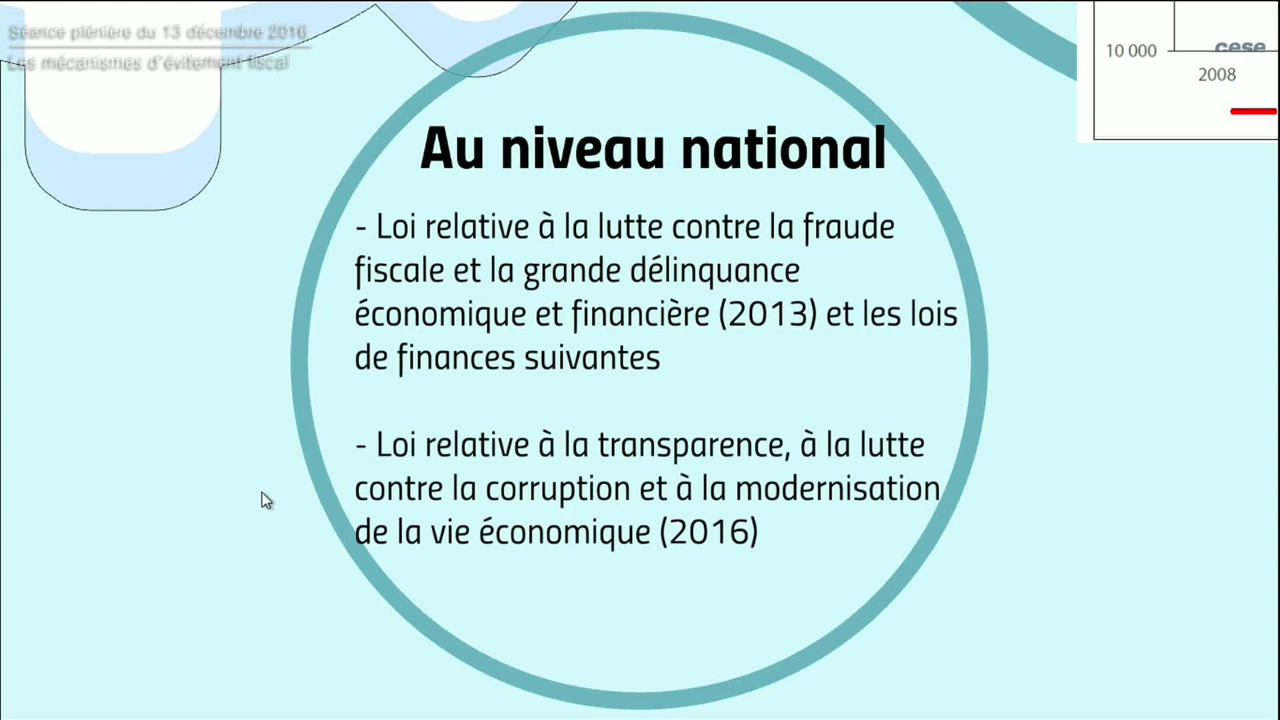 Séance plénière du 13 décembre 2016
Les mécanismes d'évitement fiscal
10 000
cese
2008
Au niveau national
- Loi relative à la lutte contre la fraude
fiscale et la grande délinquance
économique et financière (2013) et les lois
de finances suivantes
- Loi relative à la transparence, à la lutte
contre la corruption et à la modernisation
de la vie économique (2016)